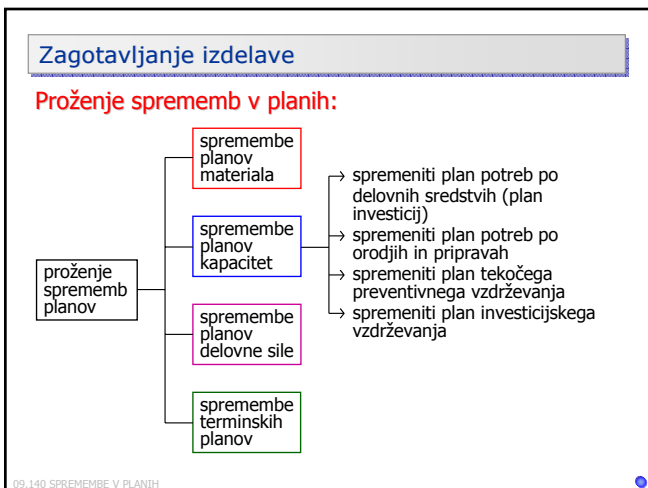 Zagotavljanje izdelave
Proženje sprememb v planih:
proženje
sprememb
planov
spremembe
planov
materiala
spremembe
planov
kapacitet
spremembe
planov
delovne sile
spremembe
terminskih
planov
spremeniti plan potreb po
delovnih sredstvih (plan
investicij)
spremeniti plan potreb po
orodjih in pripravah
spremeniti plan tekočega
preventivnega vzdrževanja
spremeniti plan investicijskega
vzdrževanja
09.140 SPREMEMBE V PLANIH